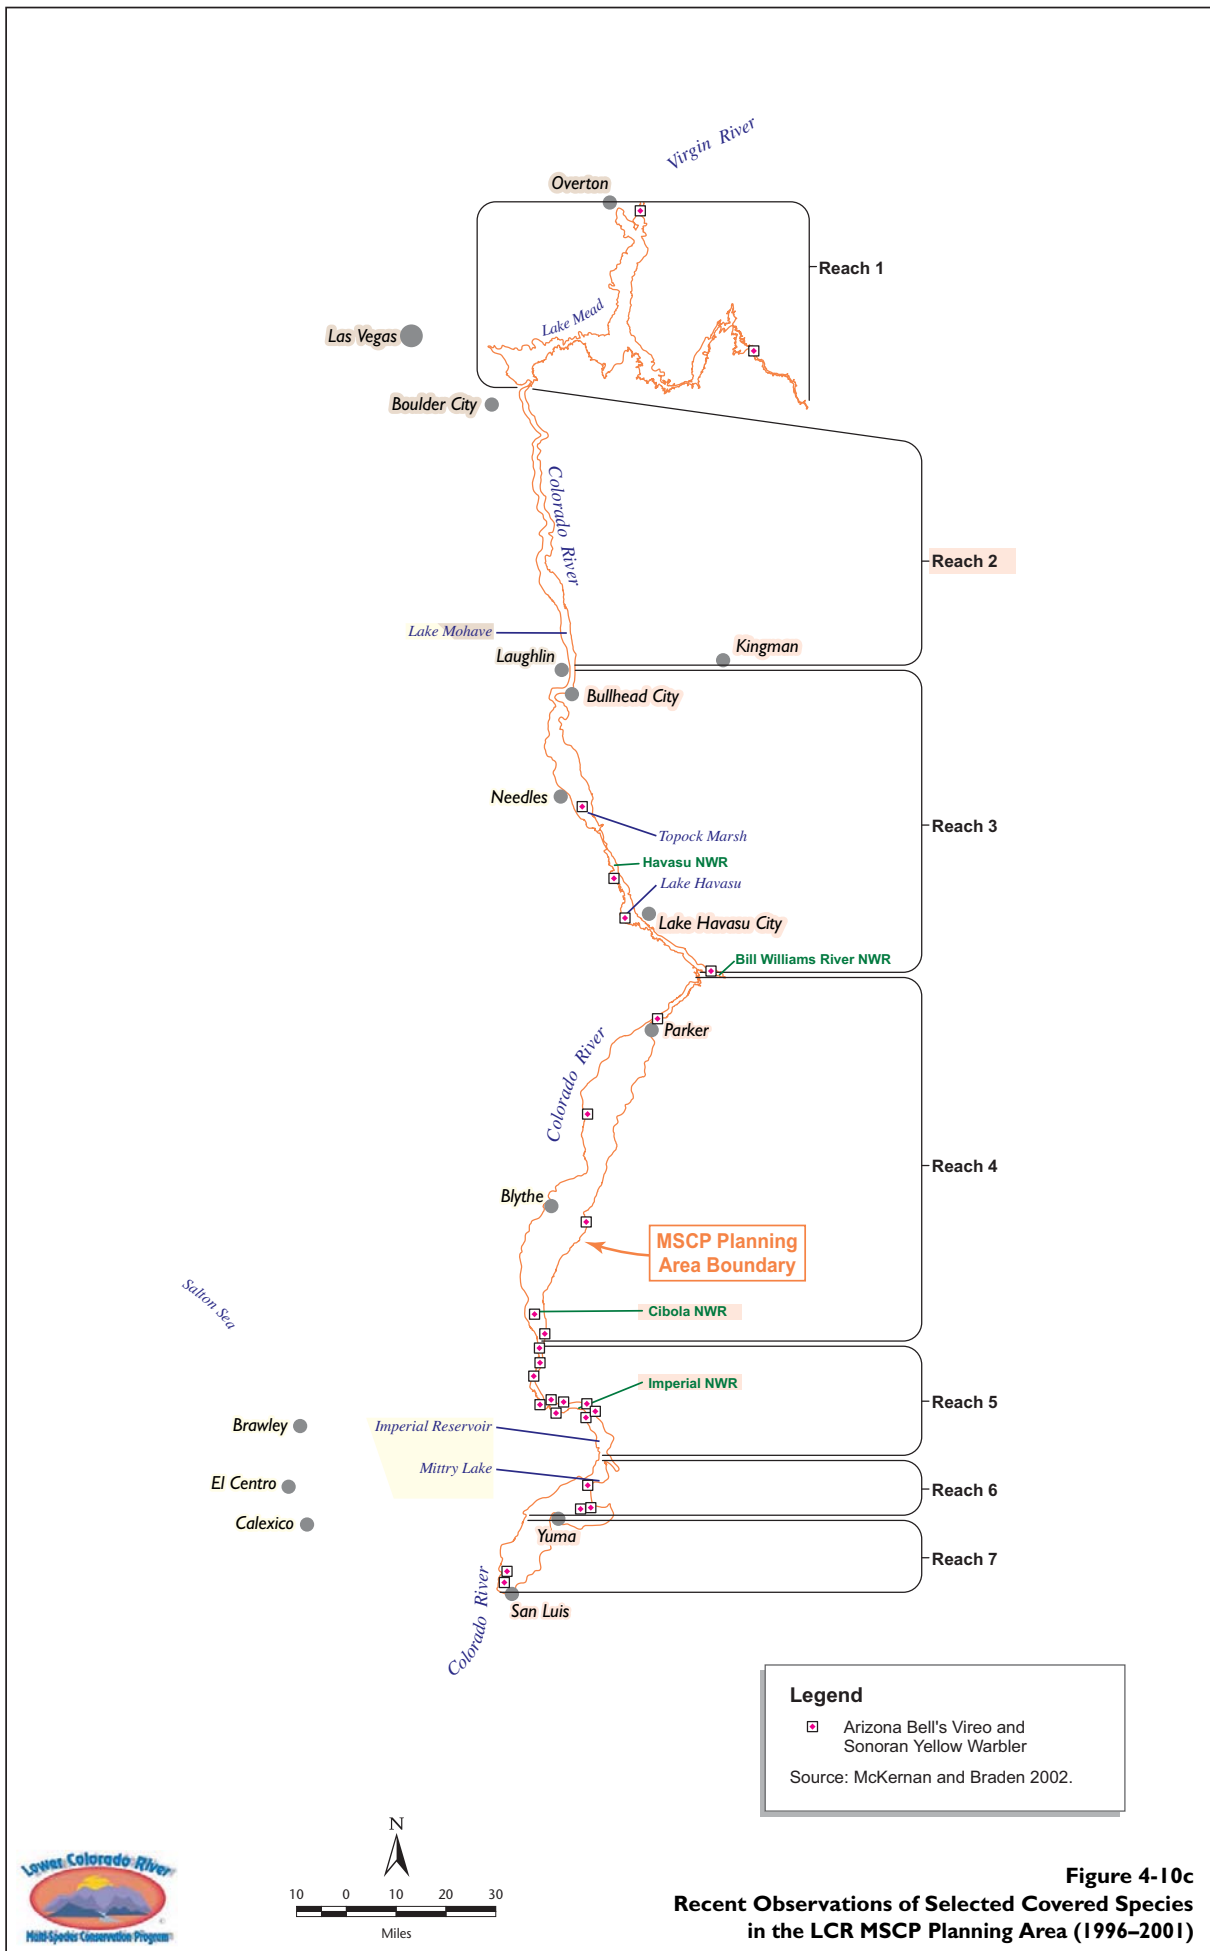 Virgin River
Overton
Reach 1
Lake Mead
Las Vegas
Boulder City
Colorado River
Reach 2
Lake Mohave
Laughlin
Kingman
Bullhead City
Needles
Topock Marsh
Reach 3
Havasu NWR
Lake Havasu
Lake Havasu City
Bill Williams River NWR
Parker
Colorado River
Reach 4
Blythe
MSCP Planning
Area Boundary
Salton Sea
Cibola NWR
Imperial NWR
Reach 5
Brawley
Imperial Reservoir
Mittry Lake
El Centro
Reach 6
Calexico
Yuma
Reach 7
Colorado River
San Luis
Legend
Arizona Bell's Vireo and
Sonoran Yellow Warbler
Source: McKernan and Braden 2002.
N
10 0 10 20 30
Miles
Lower Colorado River
Multi-Species Conservation Program
Figure 4-10c
Recent Observations of Selected Covered Species
in the LCR MSCP Planning Area (1996–2001)